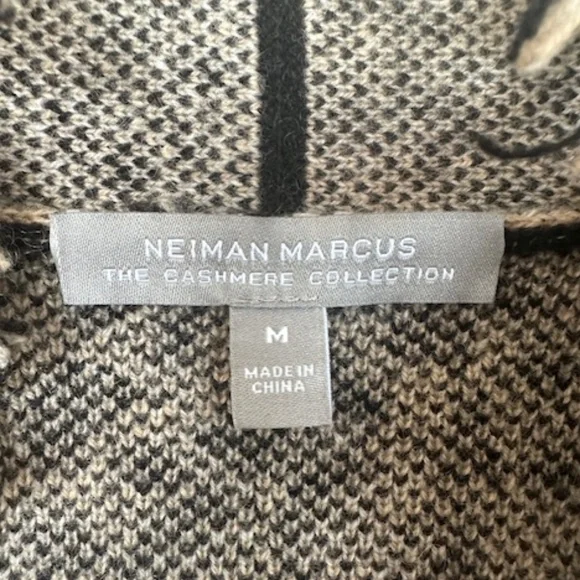 NEIMAN MARCUS
THE CASHMERE COLLECTION
M
MADE IN
CHINA